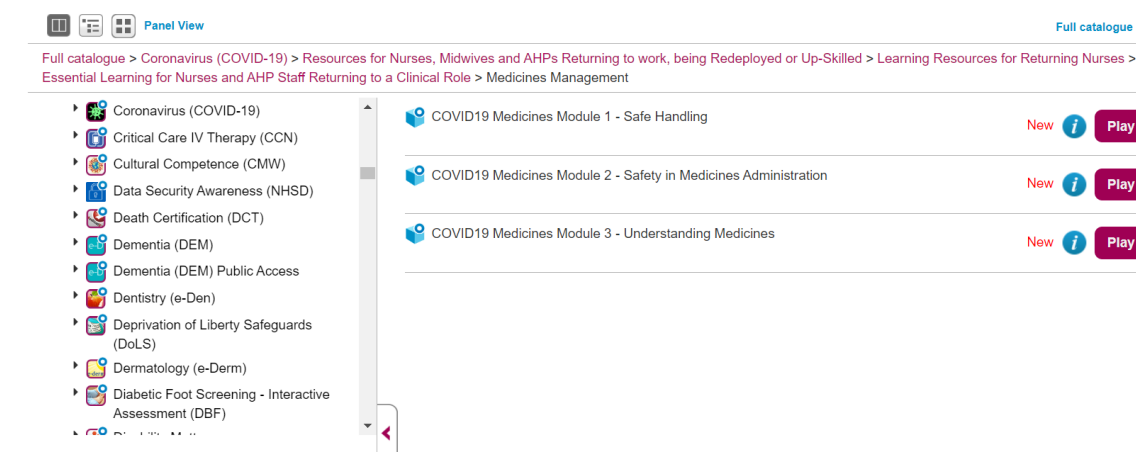 Panel View
Full catalogue
Full catalogue > Coronavirus (COVID-19) > Resources for Nurses, Midwives and AHPs Returning to work, being Redeployed or Up-Skilled > Learning Resources for Returning Nurses >
Essential Learning for Nurses and AHP Staff Returning to a Clinical Role > Medicines Management
Coronavirus (COVID-19)
Critical Care IV Therapy (CCN)
Cultural Competence (CMW)
Data Security Awareness (NHSD)
Death Certification (DCT)
Dementia (DEM)
Dementia (DEM) Public Access
Dentistry (e-Den)
Deprivation of Liberty Safeguards
(DoLS)
Dermatology (e-Derm)
Diabetic Foot Screening - Interactive
Assessment (DBF)
COVID19 Medicines Module 1 - Safe Handling
New i Play
COVID19 Medicines Module 2 - Safety in Medicines Administration
New i Play
COVID19 Medicines Module 3 - Understanding Medicines
New i Play